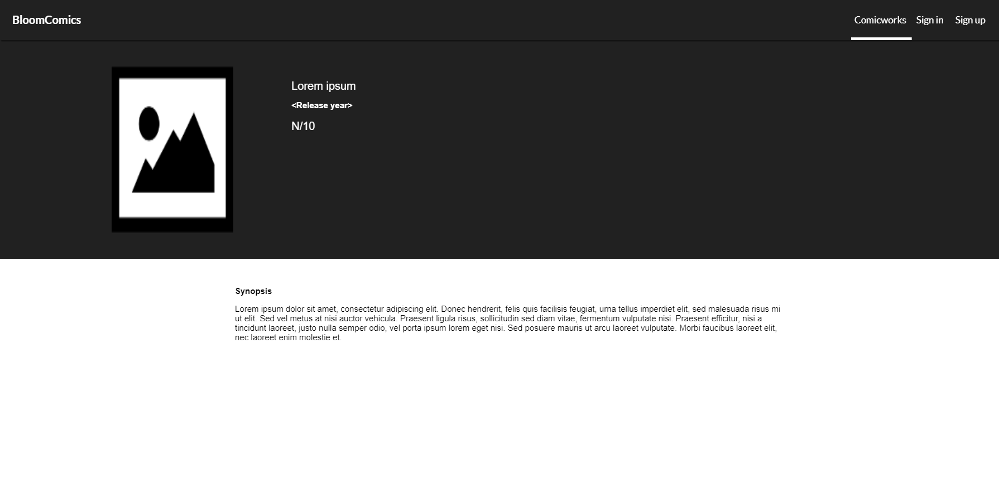 BloomComics
Comicworks Sign in Sign up
Lorem ipsum
<Release year>
N/10
Synopsis
Lorem ipsum dolor sit amet, consectetur adipiscing elit. Donec hendrerit, felis quis facilisis feugiat, urna tellus imperdiet elit, sed malesuada risus mi
ut elit. Sed vel metus at nisi auctor vehicula. Praesent ligula risus, sollicitudin sed diam vitae, fermentum vulputate nisi. Praesent efficitur, nisi a
tincidunt laoreet, justo nulla semper odio, vel porta ipsum lorem eget nisi. Sed posuere mauris ut arcu laoreet vulputate. Morbi faucibus laoreet elit,
nec laoreet enim molestie et.